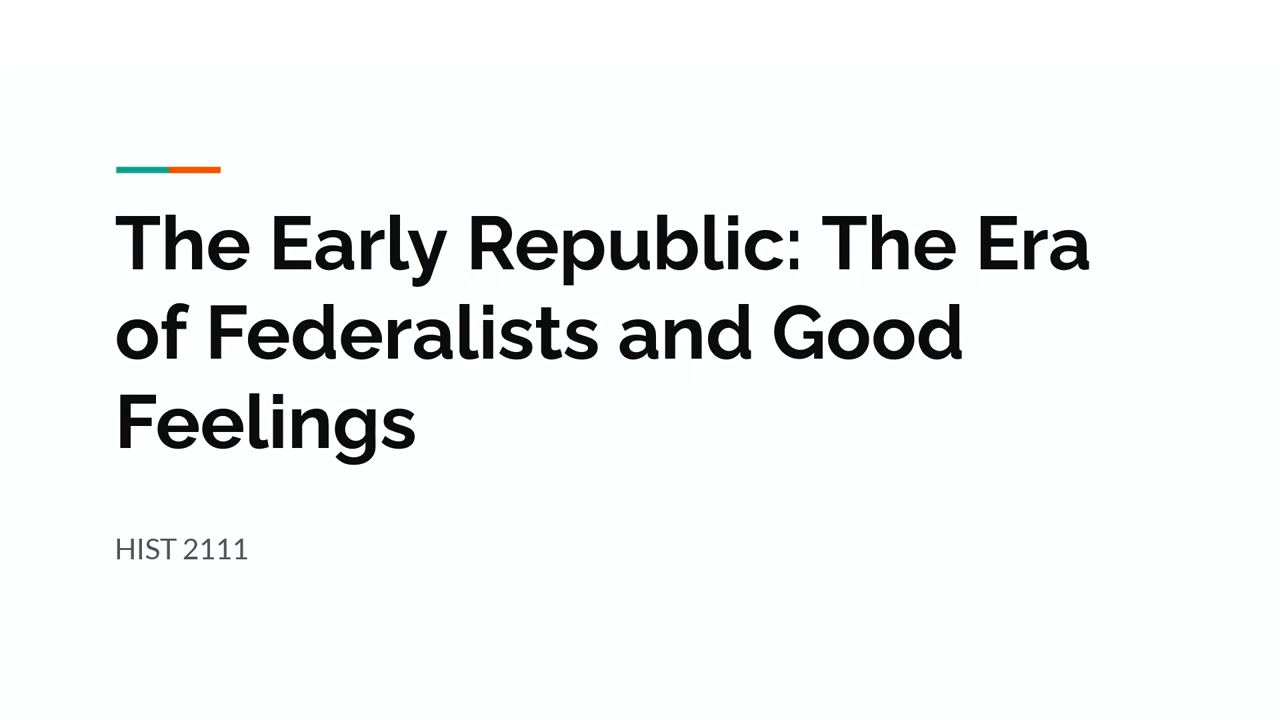 The Early Republic: The Era
of Federalists and Good
Feelings
HIST 2111